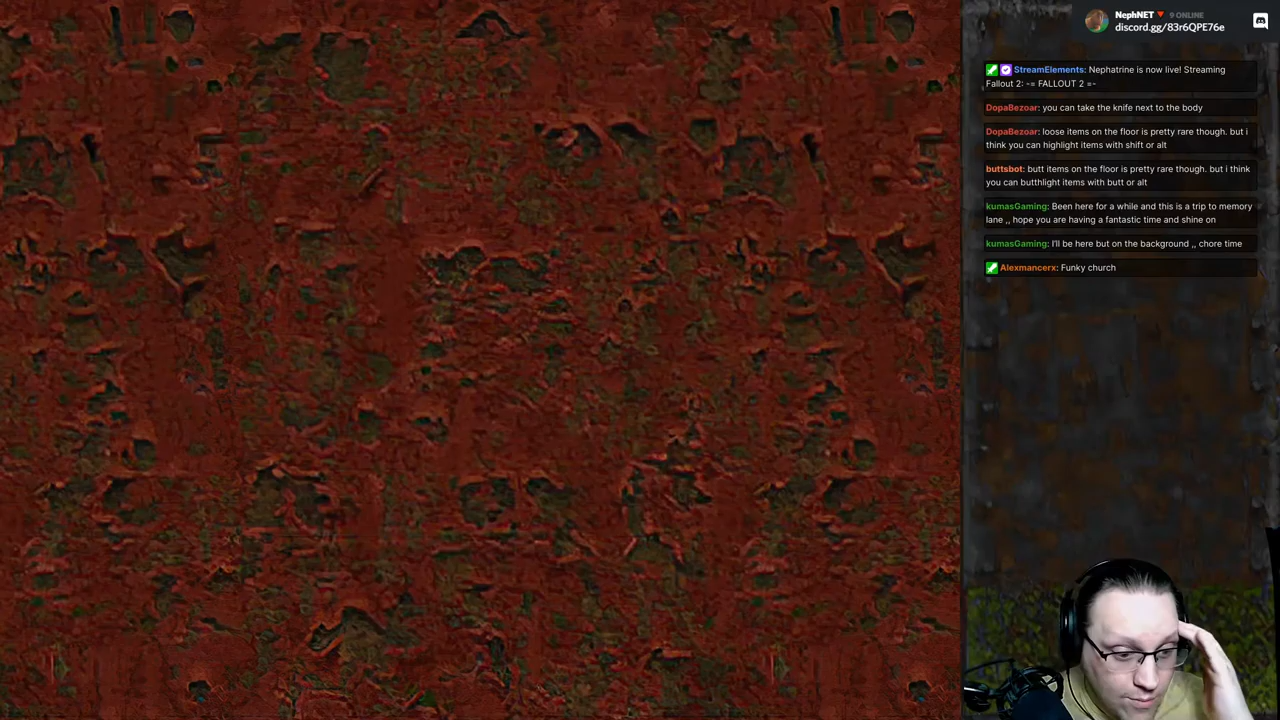 NephNET 9 ONLINE
discord.gg/83r6QPE76e
StreamElements: Nephatrine is now live! Streaming
Fallout 2: -= FALLOUT 2 =-
DopaBezoar: you can take the knife next to the body
DopaBezoar: loose items on the floor is pretty rare though. but i
think you can highlight items with shift or alt
buttsbot: butt items on the floor is pretty rare though. but i think
you can butthlight items with butt or alt
kumasGaming: Been here for a while and this is a trip to memory
lane ,, hope you are having a fantastic time and shine on
kumasGaming: I'll be here but on the background ,, chore time
Alexmancerx: Funky church